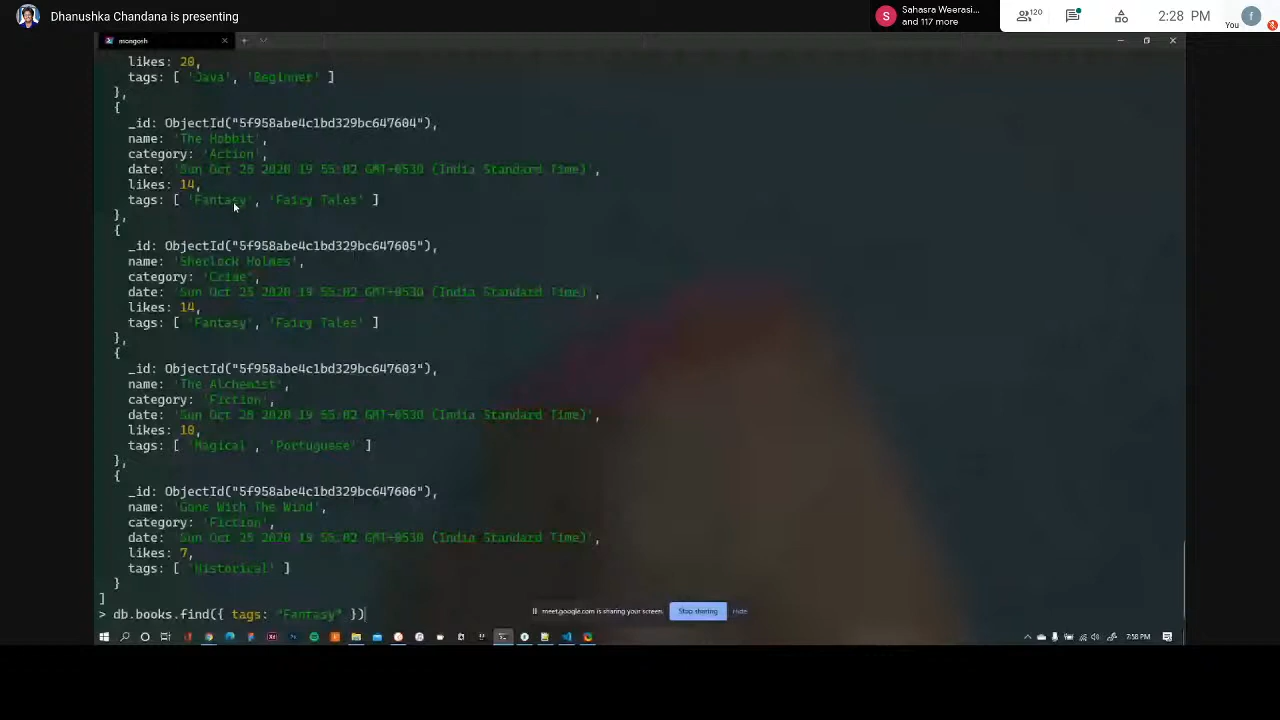 Dhanushka Chandana is presenting
S
Sahasra Weerasi...
and 117 more
120
2:28 PM
f
You
mongosh
likes: 20,
tags: [ 'Java', 'Beginner' ]
},
{
_id: ObjectId("5f958abe4c1bd329bc647604"),
name: 'The Hobbit',
category: 'Action',
date: 'Sun Oct 25 2020 19 55:02 GMT+0530 (India Standard Time)',
likes: 14,
tags: [ 'Fantasy', 'Fairy Tales' ]
},
{
_id: ObjectId("5f958abe4c1bd329bc647605"),
name: 'Sherlock Holmes',
category: 'Crime',
date: 'Sun Oct 25 2020 19 55:02 GMT+0530 (India Standard Time)',
likes: 14,
tags: [ 'Fantasy', 'Fairy Tales' ]
},
{
_id: ObjectId("5f958abe4c1bd329bc647603"),
name: 'The Alchemist',
category: 'Fiction',
date: 'Sun Oct 25 2020 19 55:02 GMT+0530 (India Standard Time)',
likes: 10,
tags: [ 'Magical', 'Portuguese' ]
},
{
_id: ObjectId("5f958abe4c1bd329bc647606"),
name: 'Gone With The Wind',
category: 'Fiction',
date: 'Sun Oct 25 2020 19 55:02 GMT+0530 (India Standard Time)',
likes: 7,
tags: [ 'Historical' ]
}
]
> db.books.find({ tags: "Fantasy" })
meet.google.com is sharing your screen.
Stop sharing
Hide
7:58 PM